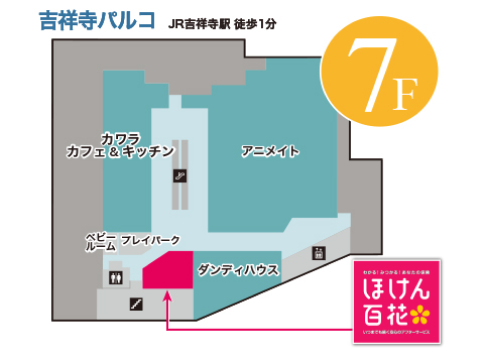 吉祥寺パルコ JR吉祥寺駅 徒歩1分
7F
カワラ
カフェ＆キッチン
アニメイト
ベビー
ルーム
プレイパーク
ダンディハウス
わかる！みつかる！あなたの保険
ほけん
百花
いつまでも続く安心のアフターサービス